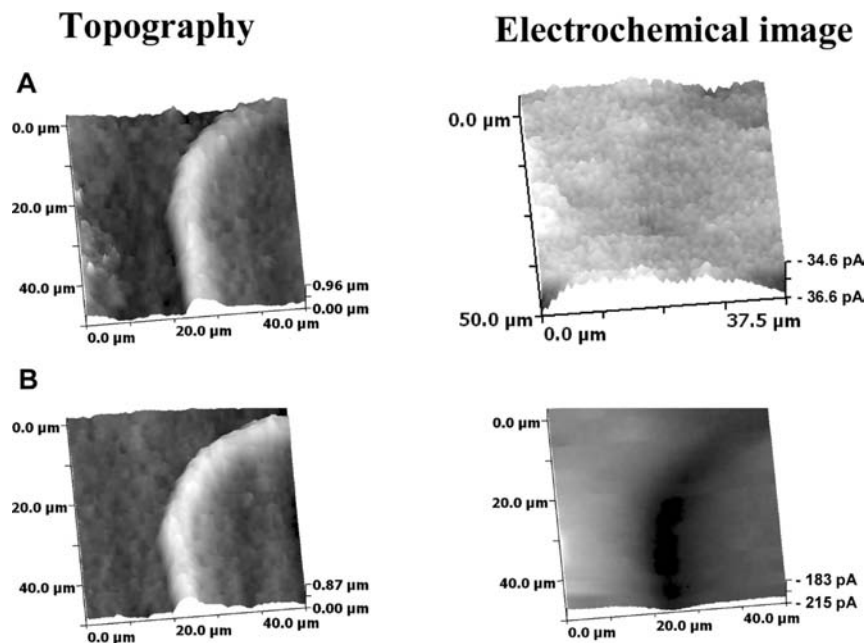 Topography
Electrochemical image
A
0.0 µm
20.0 µm
40.0 µm
0.96 µm
0.00 µm
0.0 µm
20.0 µm
40.0 µm
0.0 µm
50.0 µm
- 34.6 pA
- 36.6 pA
0.0 µm
37.5 µm
B
0.0 µm
20.0 µm
40.0 µm
0.87 µm
0.00 µm
0.0 µm
20.0 µm
40.0 µm
0.0 µm
20.0 µm
40.0 µm
- 183 pA
- 215 pA
0.0 µm
20.0 µm
40.0 µm